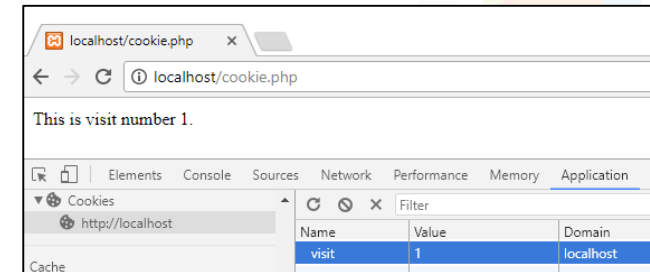 localhost/cookie.php
localhost/cookie.php
This is visit number 1.
Elements Console Sources Network Performance Memory Application
Cookies
http://localhost
Cache
Filter
Name Value Domain
visit 1 localhost